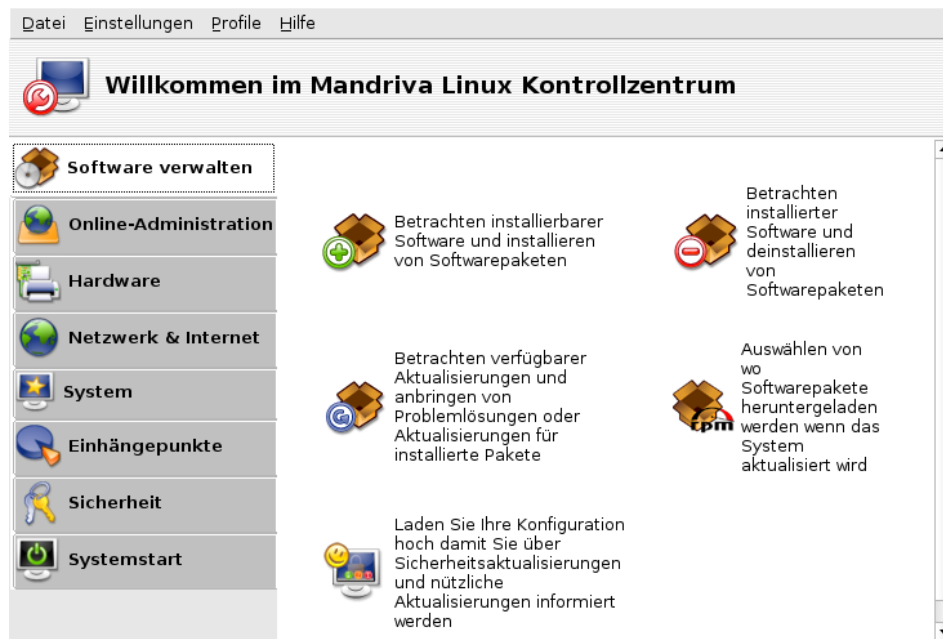 Datei Einstellungen Profile Hilfe
Willkommen im Mandriva Linux Kontrollzentrum
Software verwalten
Online-Administration
Hardware
Netzwerk & Internet
System
Einhängepunkte
Sicherheit
Systemstart
Betrachten installierbarer
Software und installieren
von Softwarepaketen
Betrachten
installierter
Software und
deinstallieren
von
Softwarepaketen
Betrachten verfügbarer
Aktualisierungen und
anbringen von
Problemlösungen oder
Aktualisierungen für
installierte Pakete
rpm
Auswählen von
wo
Softwarepakete
heruntergeladen
werden wenn das
System
aktualisiert wird
Laden Sie Ihre Konfiguration
hoch damit Sie über
Sicherheitsaktualisierungen
und nützliche
Aktualisierungen informiert
werden